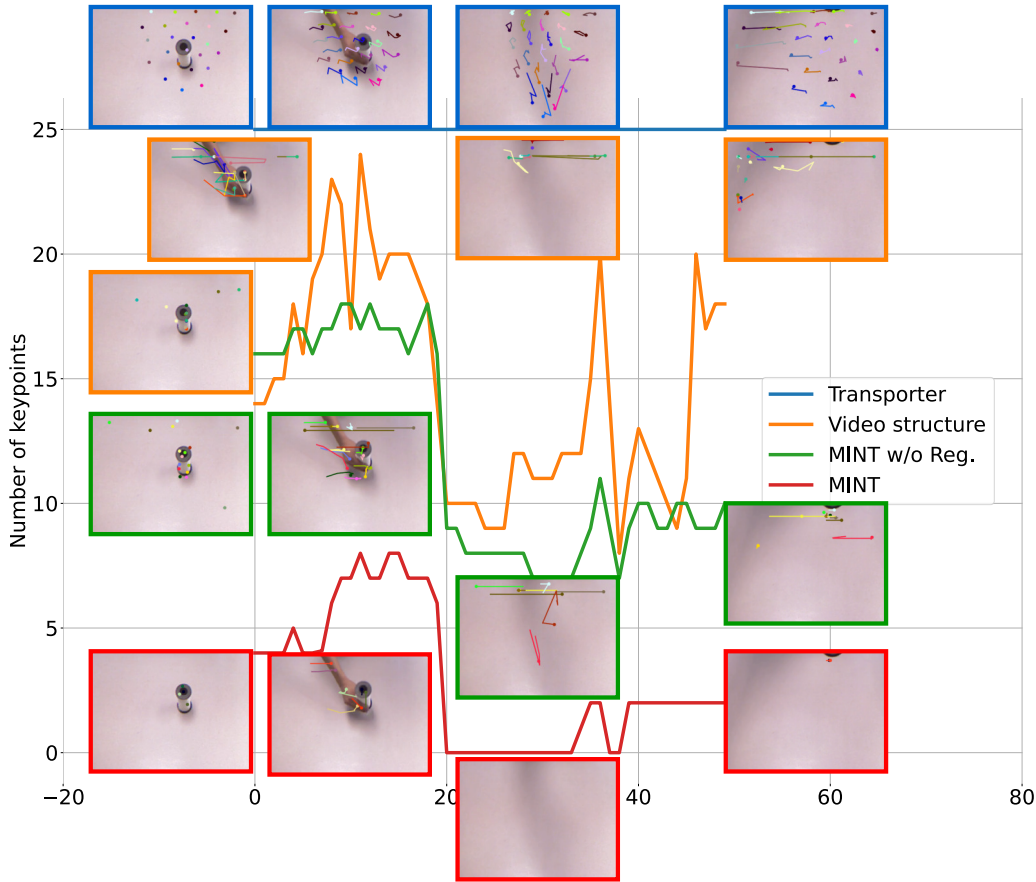 25
20
15
10
5
0
Number of keypoints
Transporter
Video structure
MINT w/o Reg.
MINT
−20
0
20
40
60
80